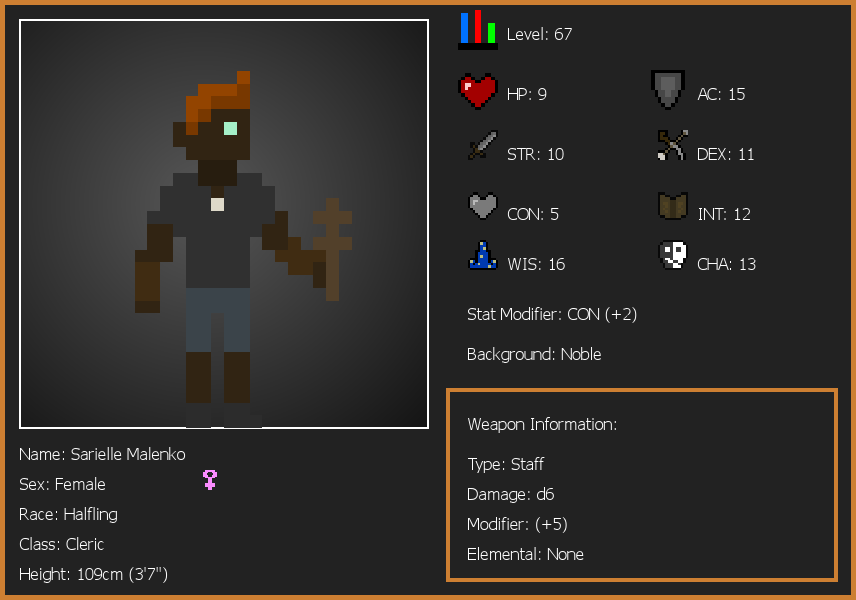 Level: 67
HP: 9
AC: 15
STR: 10
DEX: 11
CON: 5
INT: 12
WIS: 16
CHA: 13
Stat Modifier: CON (+2)
Background: Noble
Weapon Information:
Type: Staff
Damage: d6
Modifier: (+5)
Elemental: None
Name: Sarielle Malenko
Sex: Female
Race: Halfling
Class: Cleric
Height: 109cm (3'7")